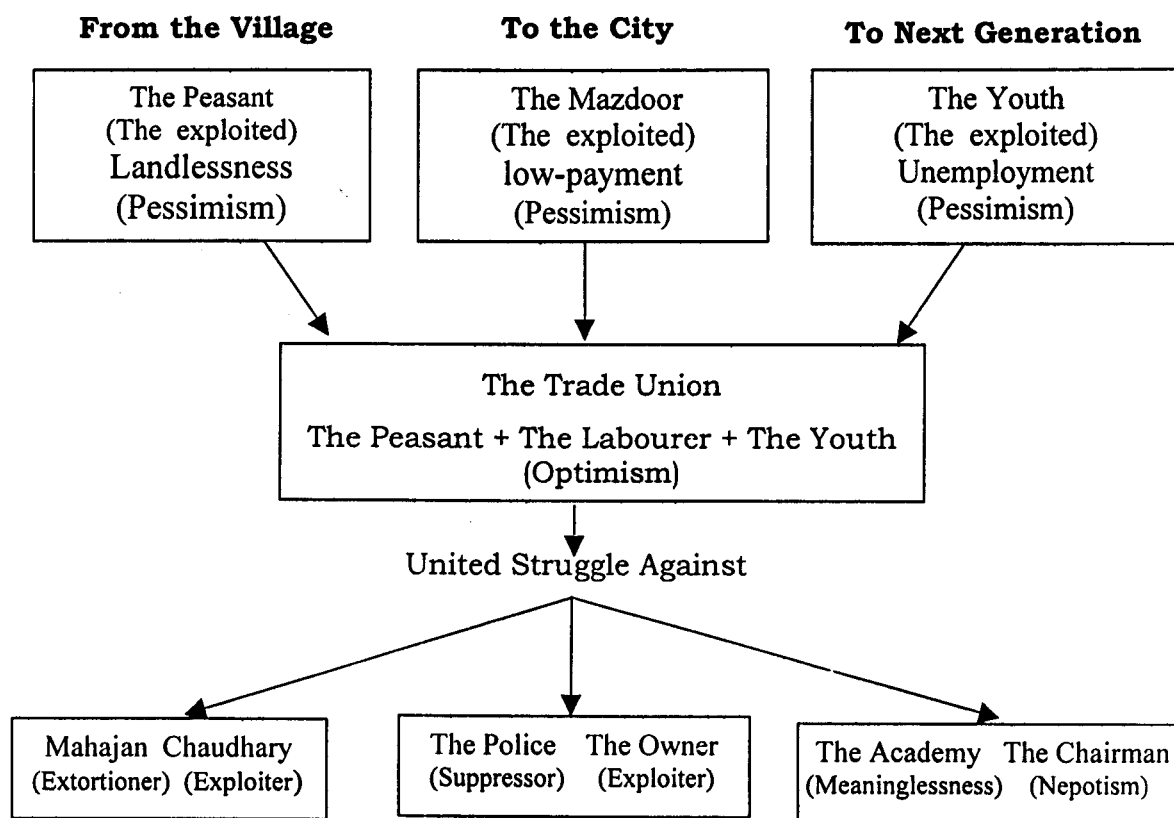 From the Village
To the City
To Next Generation
The Peasant
(The exploited)
Landlessness
(Pessimism)
The Mazdoor
(The exploited)
low-payment
(Pessimism)
The Youth
(The exploited)
Unemployment
(Pessimism)
The Trade Union
The Peasant + The Labourer + The Youth
(Optimism)
United Struggle Against
Mahajan Chaudhary
(Extortioner) (Exploiter)
The Police The Owner
(Suppressor) (Exploiter)
The Academy The Chairman
(Meaninglessness) (Nepotism)